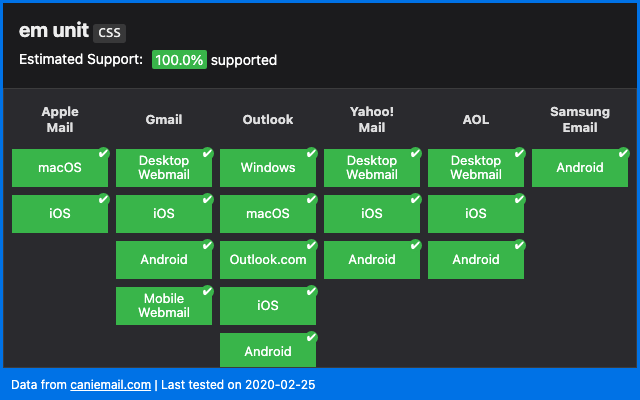 em unit CSS
Estimated Support: 100.0% supported
Apple Mail
Gmail
Outlook
Yahoo! Mail
AOL
Samsung Email
macOS
Desktop Webmail
Windows
Desktop Webmail
Desktop Webmail
Android
iOS
iOS
macOS
iOS
iOS
Android
Outlook.com
Android
Android
Mobile Webmail
iOS
Android
Data from caniemail.com | Last tested on 2020-02-25